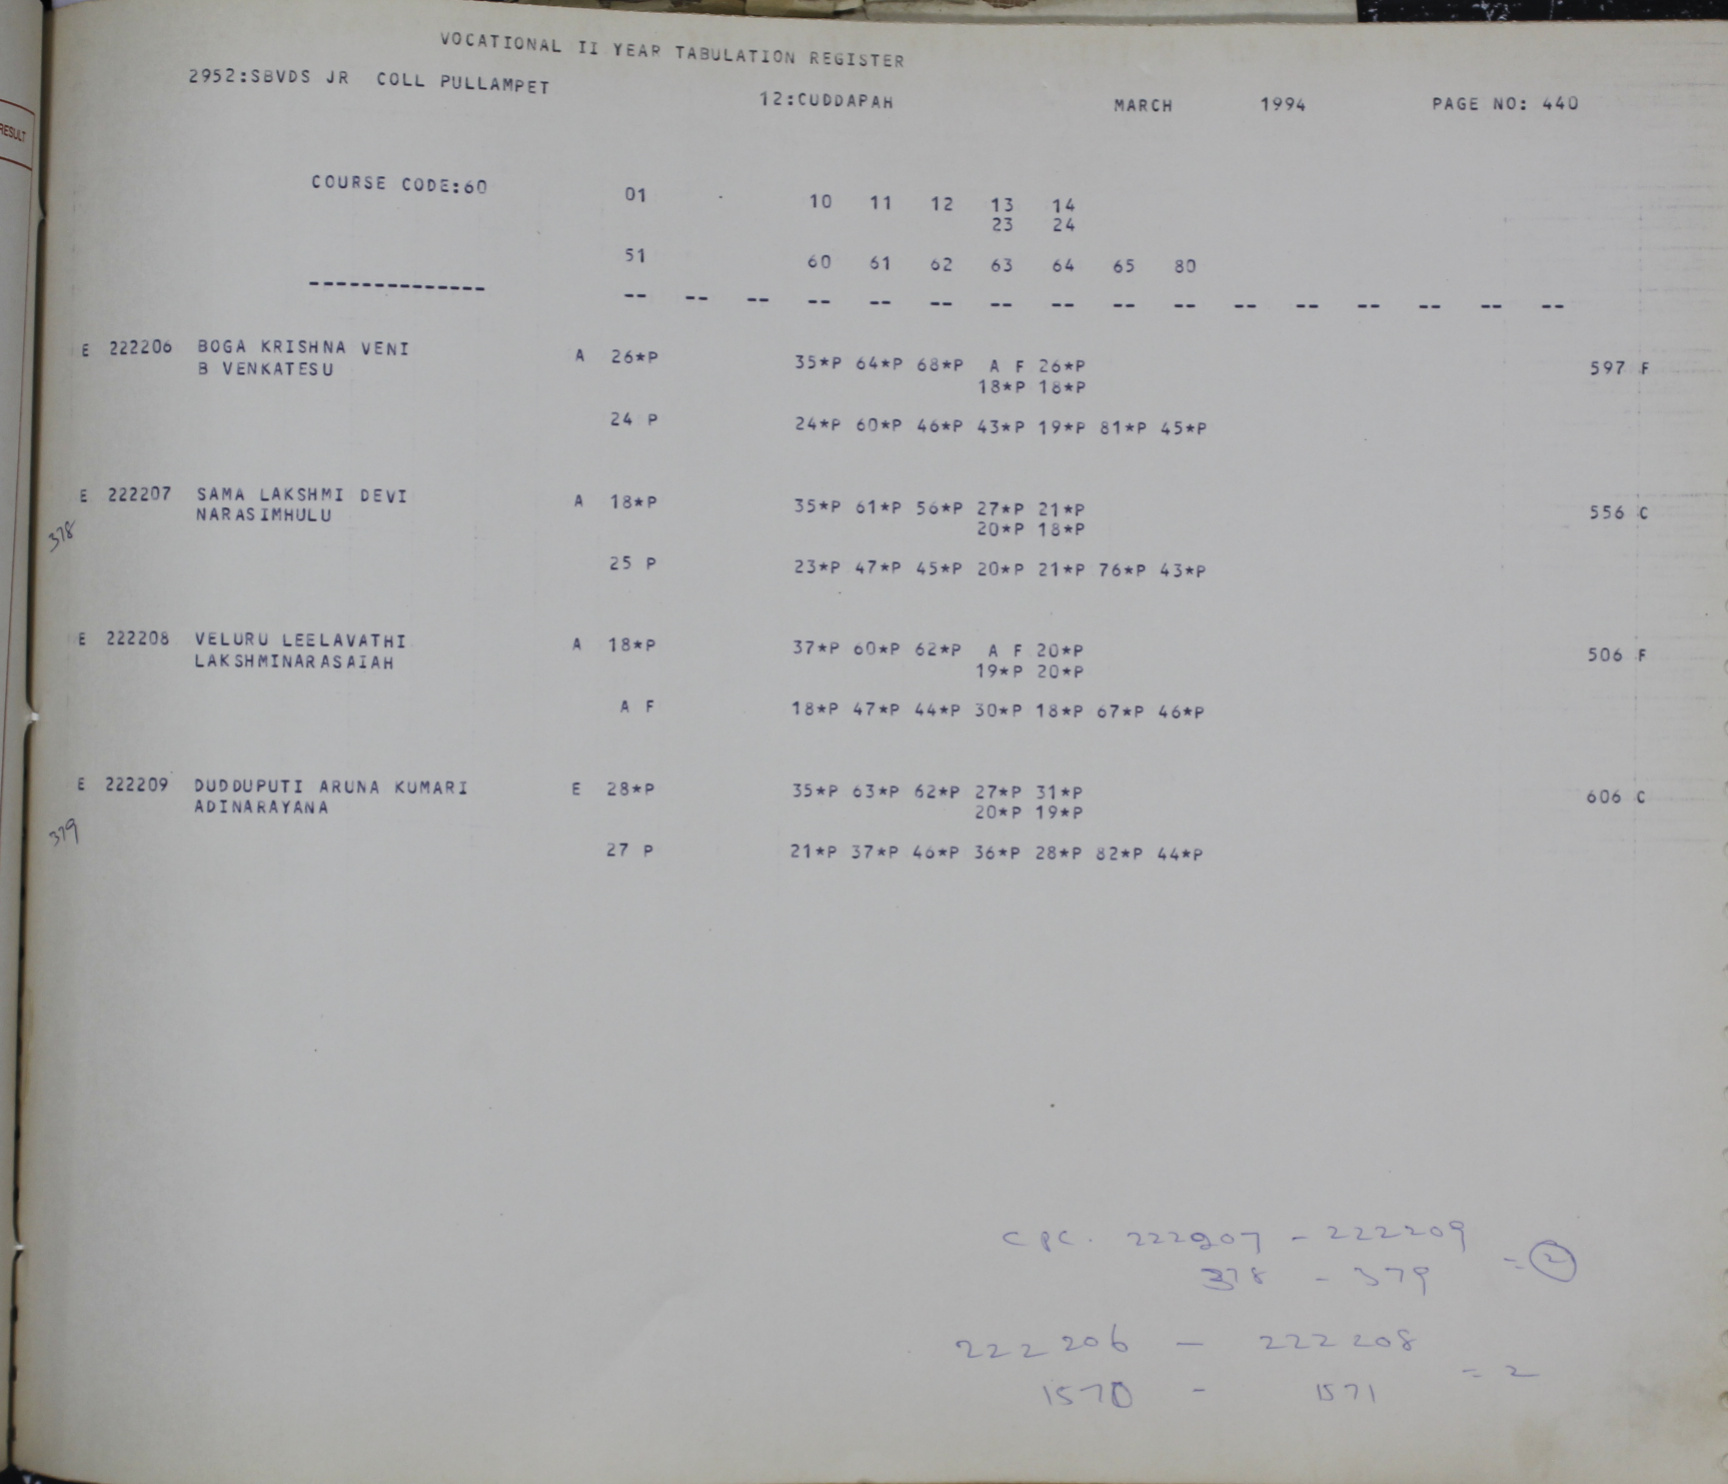 RESULT
VOCATIONAL II YEAR TABULATION REGISTER
2952:SBVDS JR COLL PULLAMPET 12:CUDDAPAH MARCH 1994 PAGE NO: 440
COURSE CODE:60 01 10 11 12 13 14
23 24
51 60 61 62 63 64 65 80
-------------- -- -- -- -- -- -- -- -- -- -- -- -- -- -- -- --
E 222206 BOGA KRISHNA VENI A 26*P 35*P 64*P 68*P A F 26*P 597 F
B VENKATESU 18*P 18*P
24 P 24*P 60*P 46*P 43*P 19*P 81*P 45*P
E 222207 SAMA LAKSHMI DEVI A 18*P 35*P 61*P 56*P 27*P 21*P 556 C
378 NARASIMHULU 20*P 18*P
25 P 23*P 47*P 45*P 20*P 21*P 76*P 43*P
E 222208 VELURU LEELAVATHI A 18*P 37*P 60*P 62*P A F 20*P 506 F
LAKSHMINARASAIAH 19*P 20*P
A F 18*P 47*P 44*P 30*P 18*P 67*P 46*P
E 222209 DUDDUPUTI ARUNA KUMARI E 28*P 35*P 63*P 62*P 27*P 31*P 606 C
379 ADINARAYANA 20*P 19*P
27 P 21*P 37*P 46*P 36*P 28*P 82*P 44*P
CPC. 222207 - 222209
378 - 379 = 2
222206 - 222208
1570 - 1571 = 2